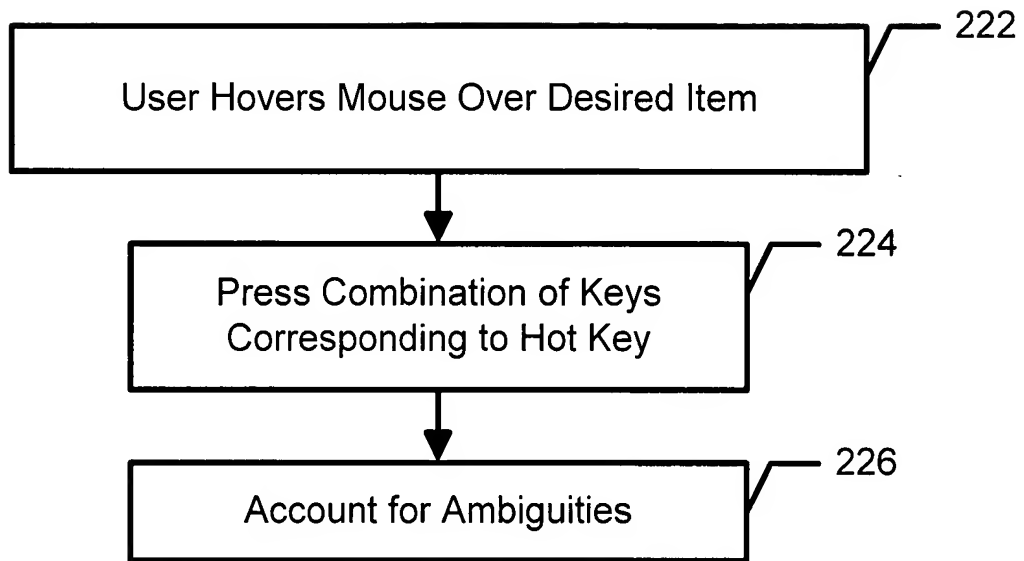 222
User Hovers Mouse Over Desired Item
224
Press Combination of Keys
Corresponding to Hot Key
226
Account for Ambiguities